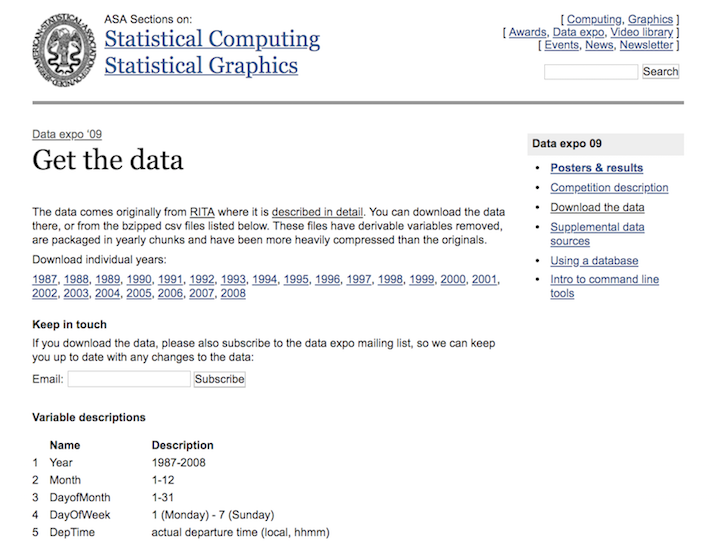 ASA Sections on:
Statistical Computing
Statistical Graphics
[ Computing, Graphics ]
[ Awards, Data expo, Video library ]
[ Events, News, Newsletter ]
Search
Data expo '09
Get the data
The data comes originally from RITA where it is described in detail. You can download the data
there, or from the bzipped csv files listed below. These files have derivable variables removed,
are packaged in yearly chunks and have been more heavily compressed than the originals.
Download individual years:
1987, 1988, 1989, 1990, 1991, 1992, 1993, 1994, 1995, 1996, 1997, 1998, 1999, 2000, 2001,
2002, 2003, 2004, 2005, 2006, 2007, 2008
Keep in touch
If you download the data, please also subscribe to the data expo mailing list, so we can keep
you up to date with any changes to the data:
Email: Subscribe
Variable descriptions
Name Description
1 Year 1987-2008
2 Month 1-12
3 DayofMonth 1-31
4 DayOfWeek 1 (Monday) - 7 (Sunday)
5 DepTime actual departure time (local, hhmm)
Data expo 09
• Posters & results
• Competition description
• Download the data
• Supplemental data
sources
• Using a database
• Intro to command line
tools